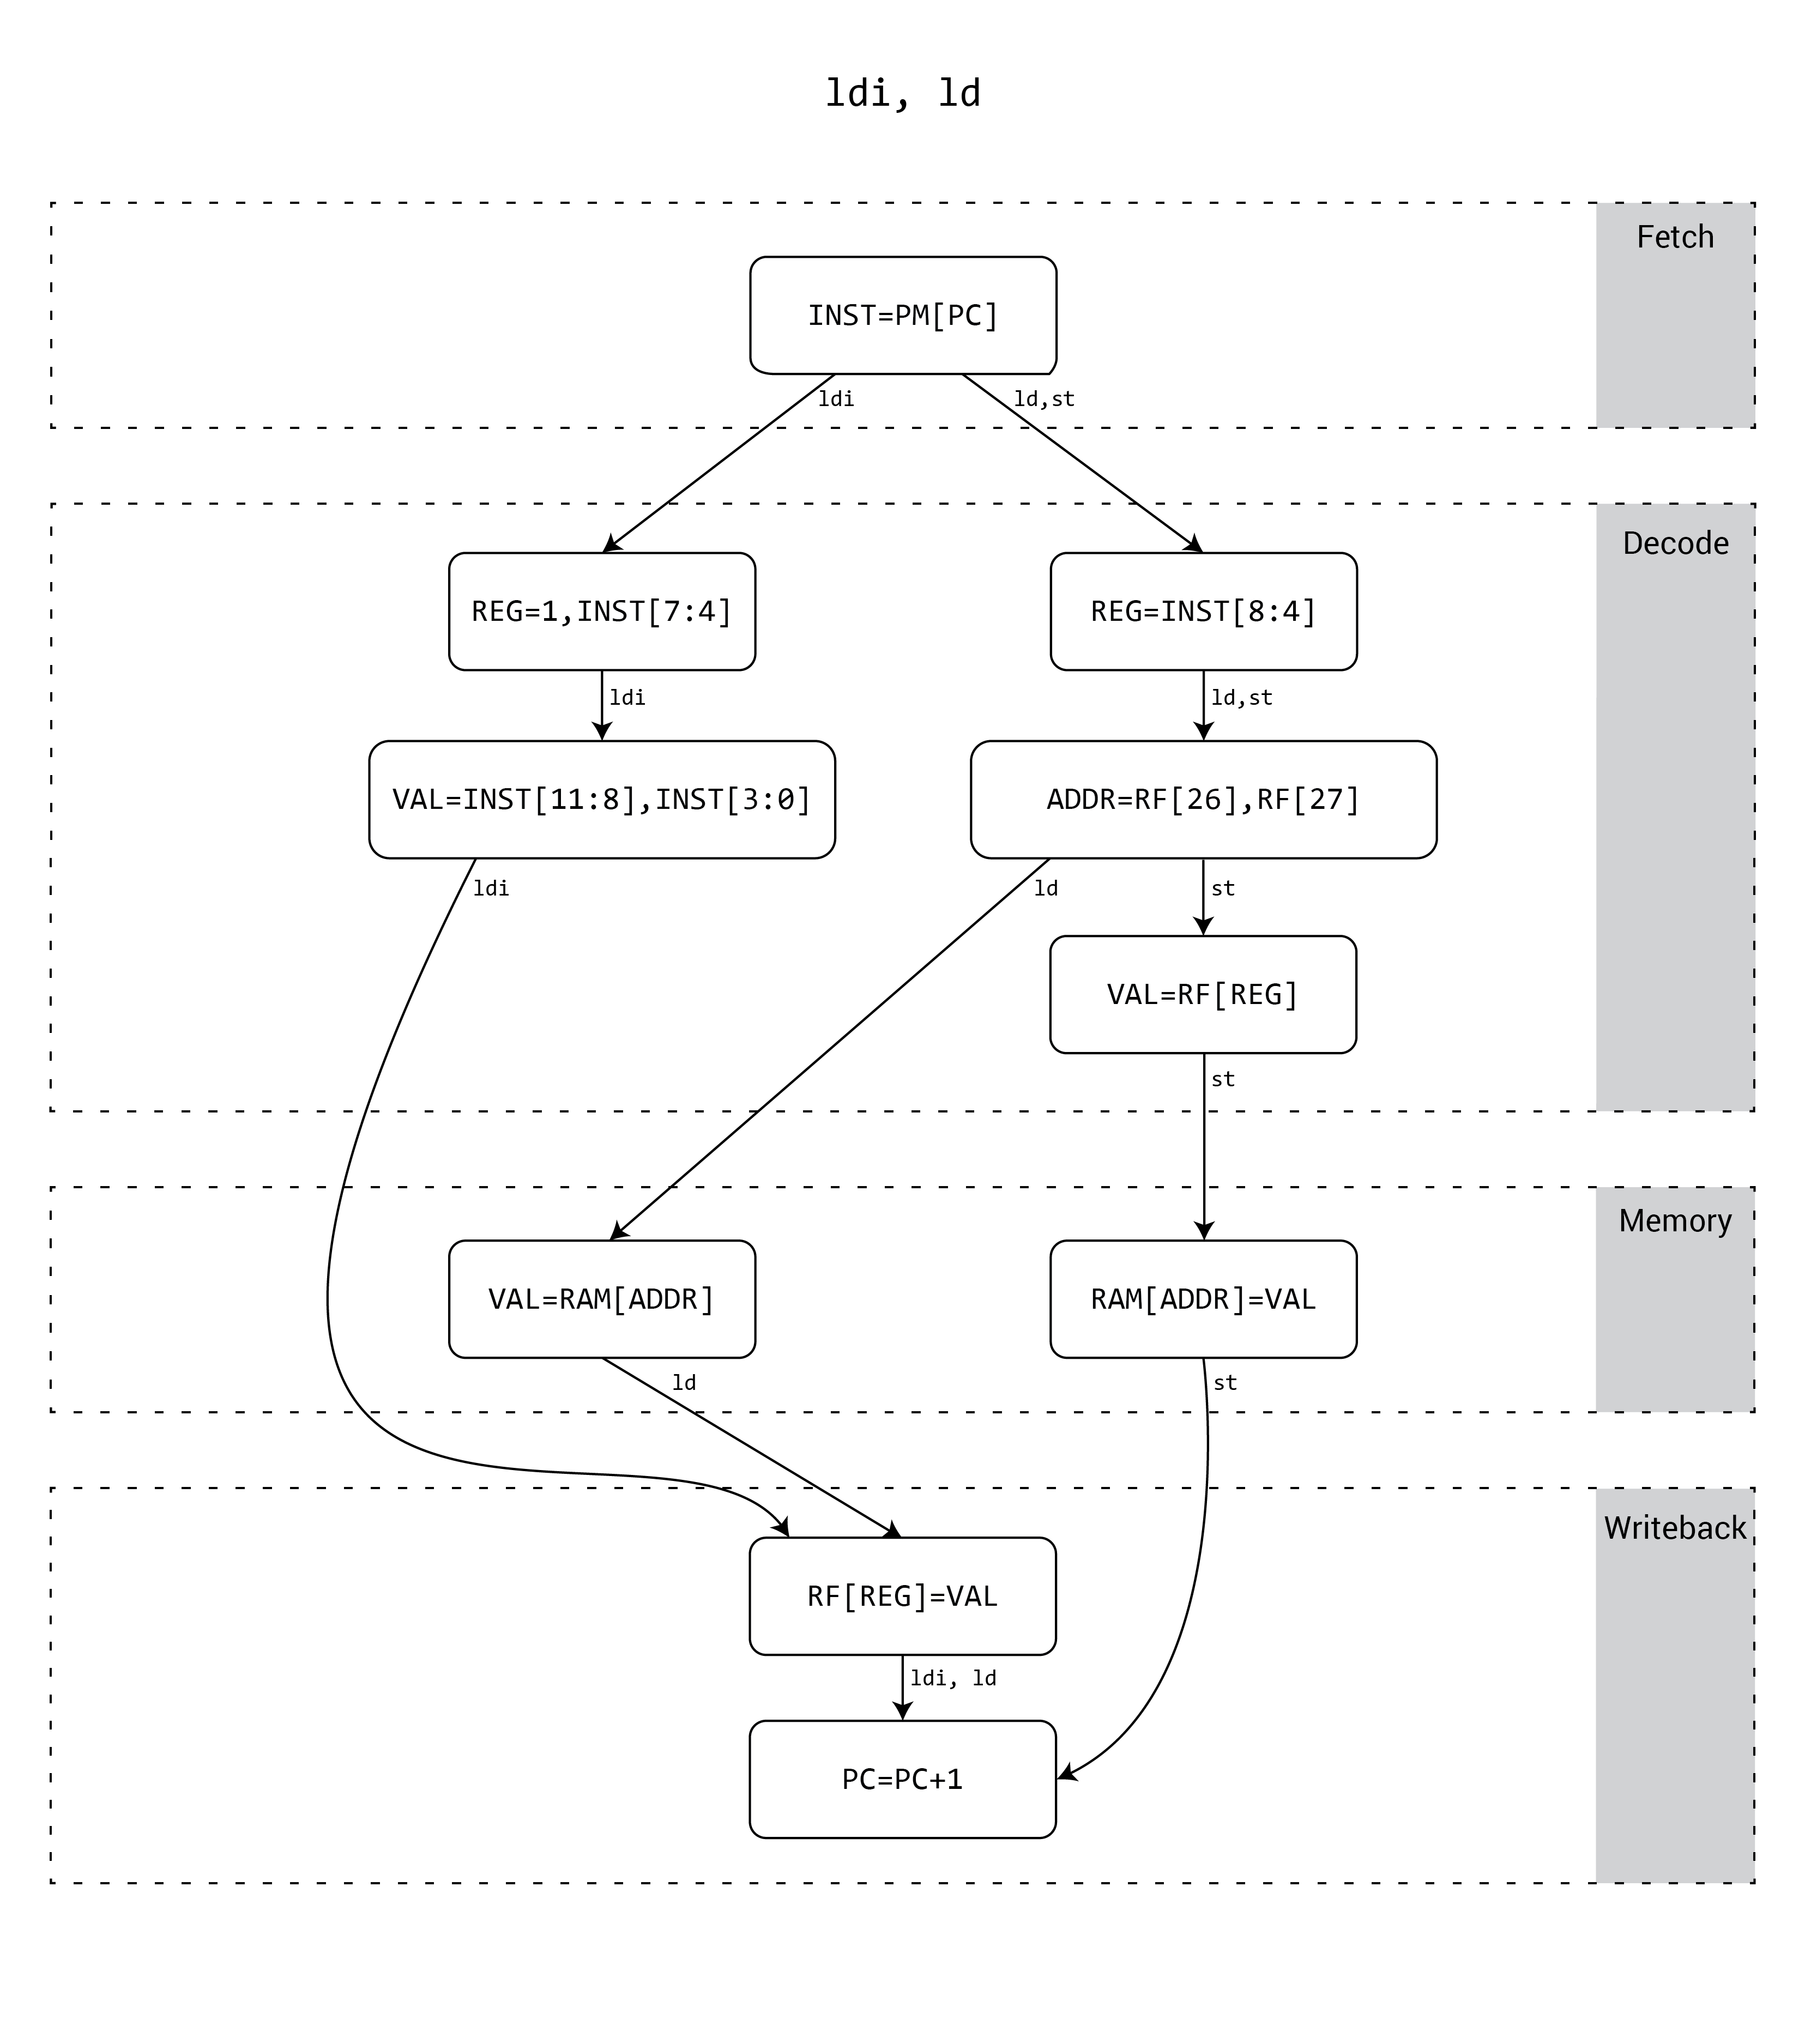 ldi, ld
Fetch
INST=PM[PC]
ldi
ld,st
Decode
REG=1,INST[7:4]
REG=INST[8:4]
ldi
ld,st
VAL=INST[11:8],INST[3:0]
ADDR=RF[26],RF[27]
ldi
ld
st
VAL=RF[REG]
st
Memory
VAL=RAM[ADDR]
RAM[ADDR]=VAL
ld
st
Writeback
RF[REG]=VAL
ldi, ld
PC=PC+1